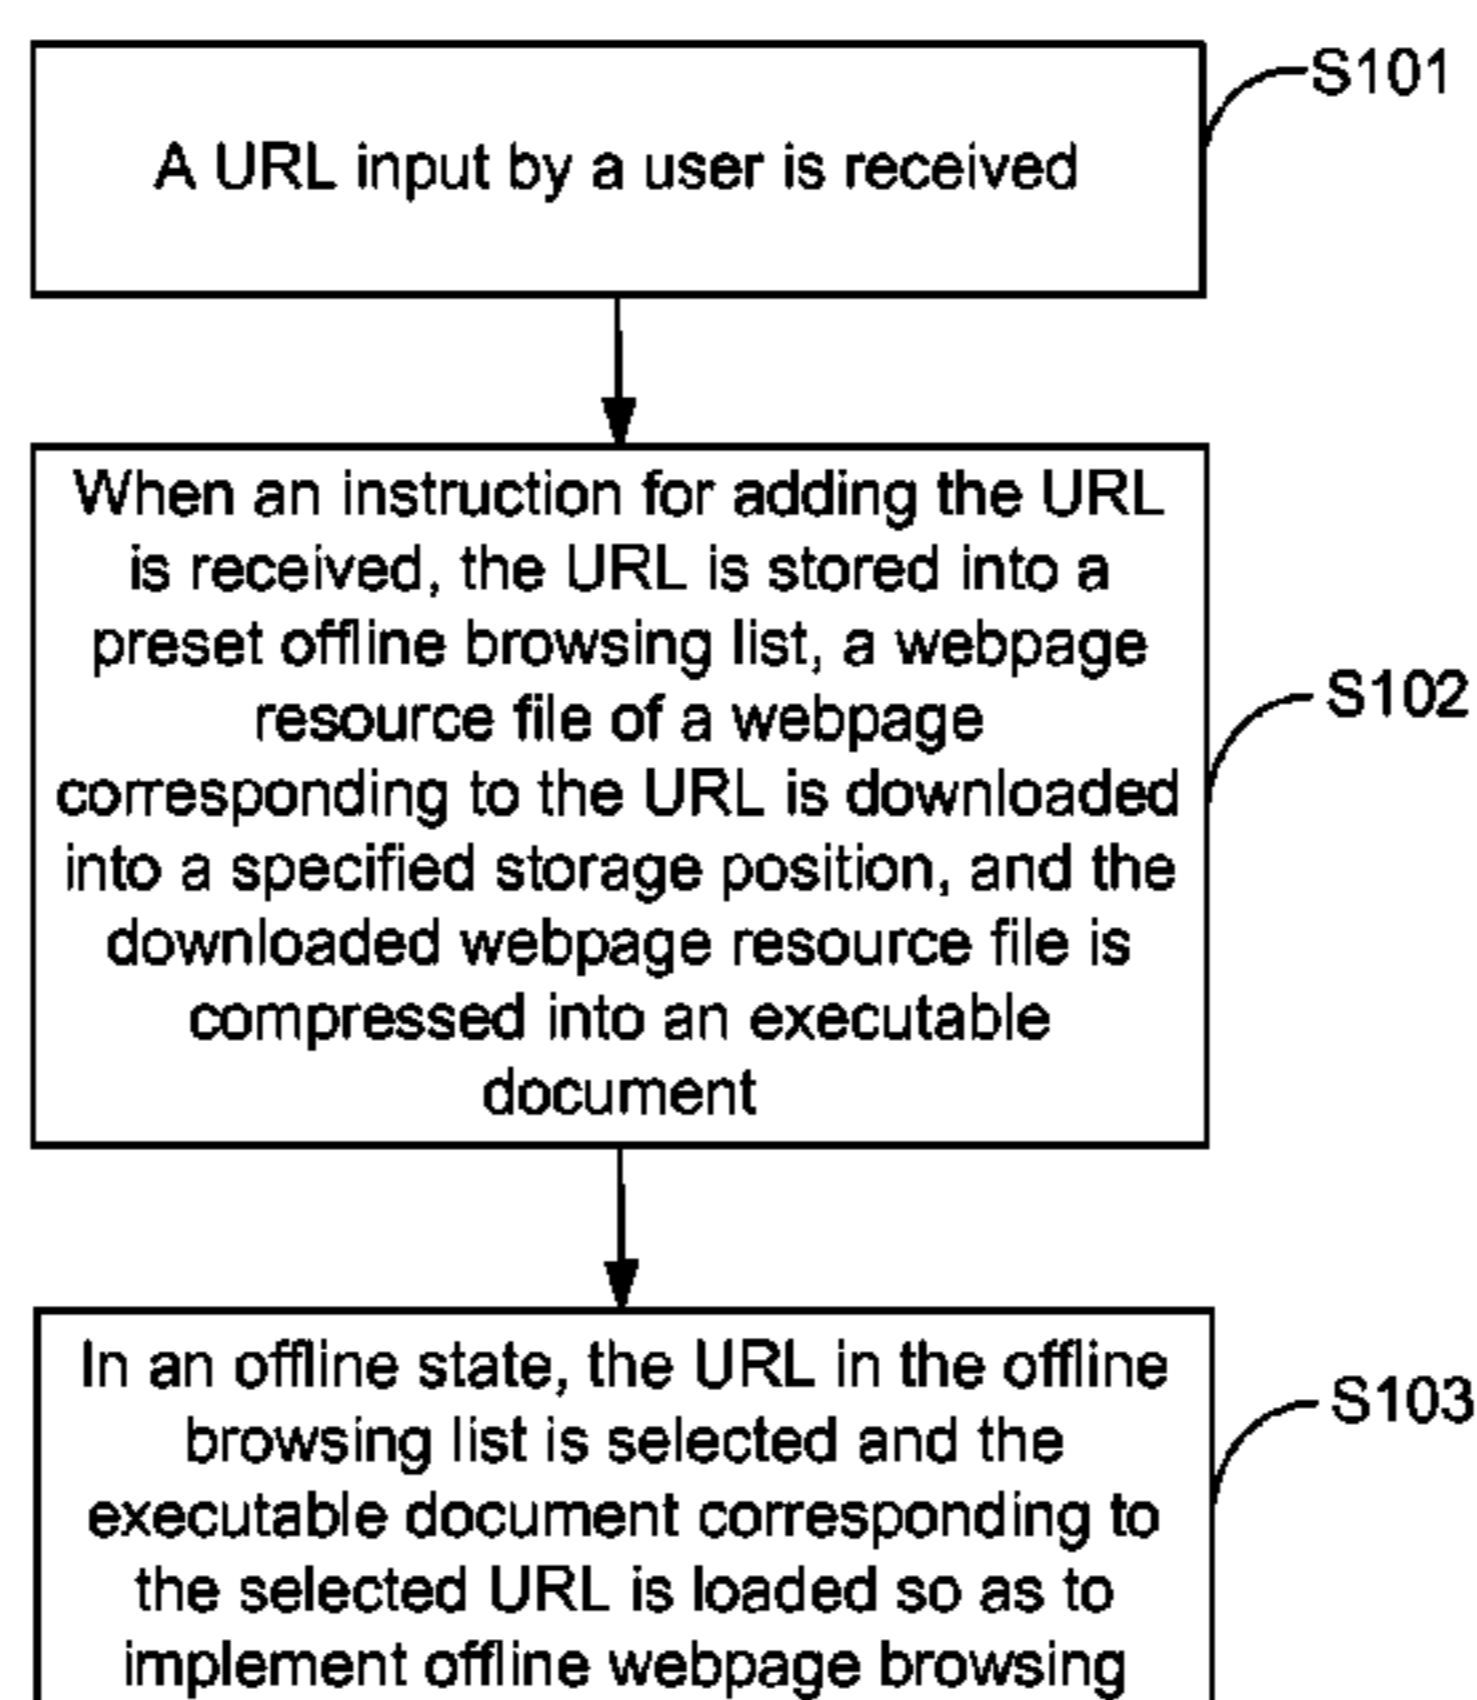 A URL input by a user is received
S101
When an instruction for adding the URL
is received, the URL is stored into a
preset offline browsing list, a webpage
resource file of a webpage
corresponding to the URL is downloaded
into a specified storage position, and the
downloaded webpage resource file is
compressed into an executable
document
S102
In an offline state, the URL in the offline
browsing list is selected and the
executable document corresponding to
the selected URL is loaded so as to
implement offline webpage browsing
S103